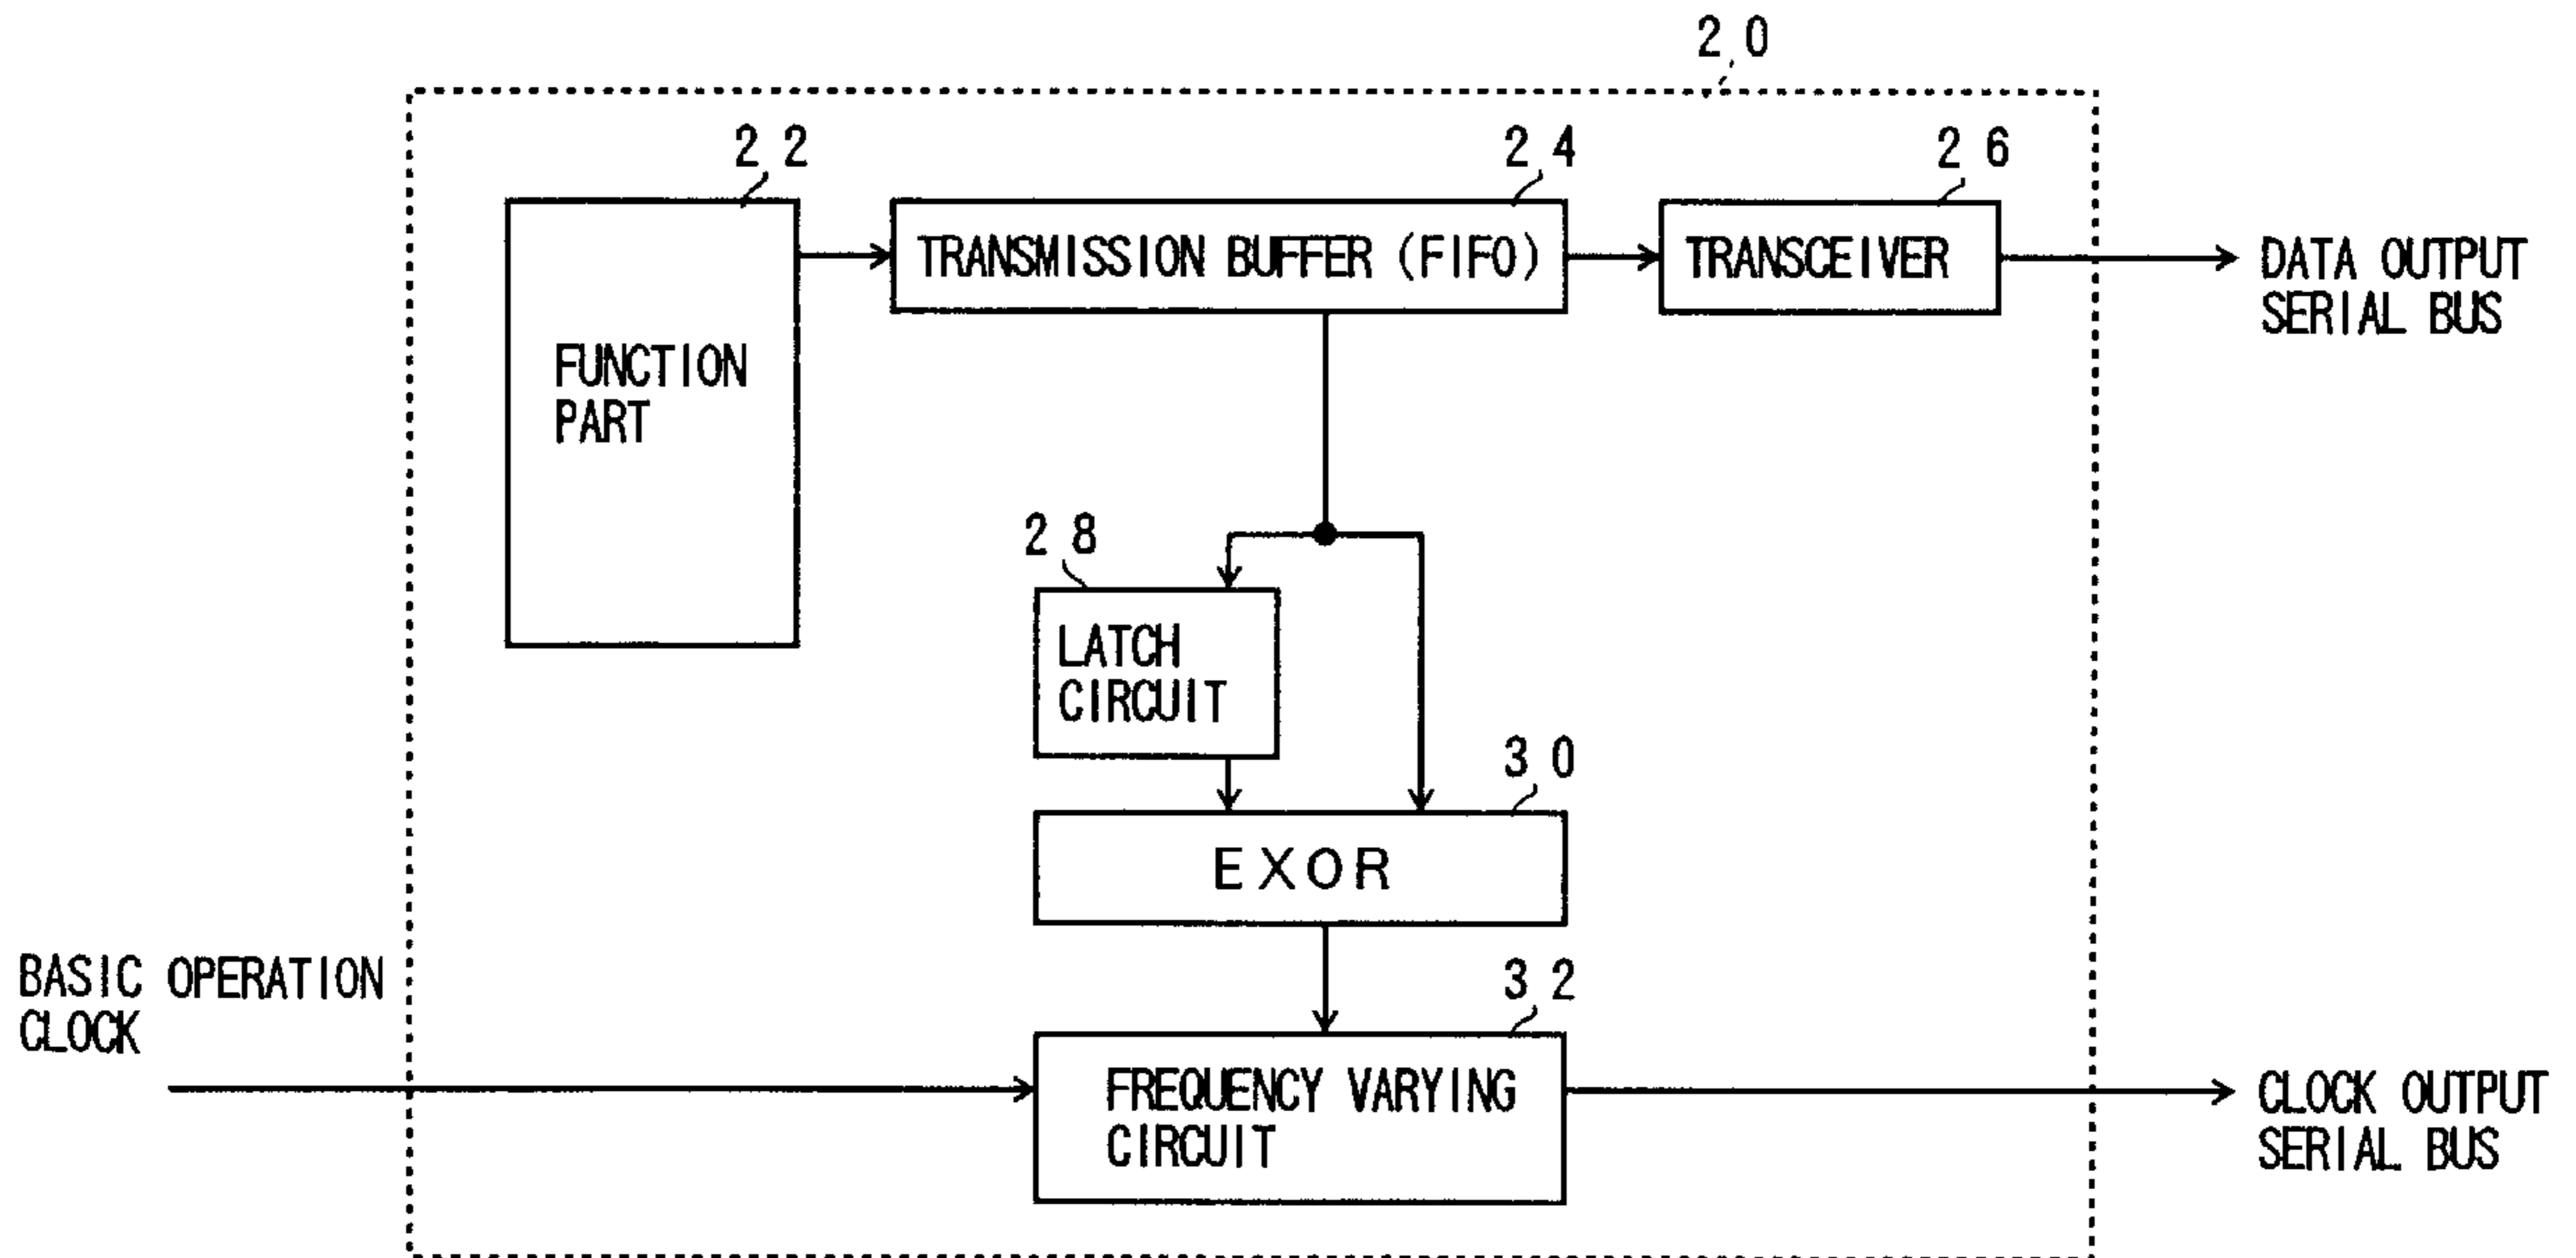 20
22
24
26
FUNCTION
PART
TRANSMISSION BUFFER (FIFO)
TRANSCEIVER
DATA OUTPUT
SERIAL BUS
28
LATCH
CIRCUIT
30
EXOR
BASIC OPERATION
CLOCK
32
FREQUENCY VARYING
CIRCUIT
CLOCK OUTPUT
SERIAL BUS